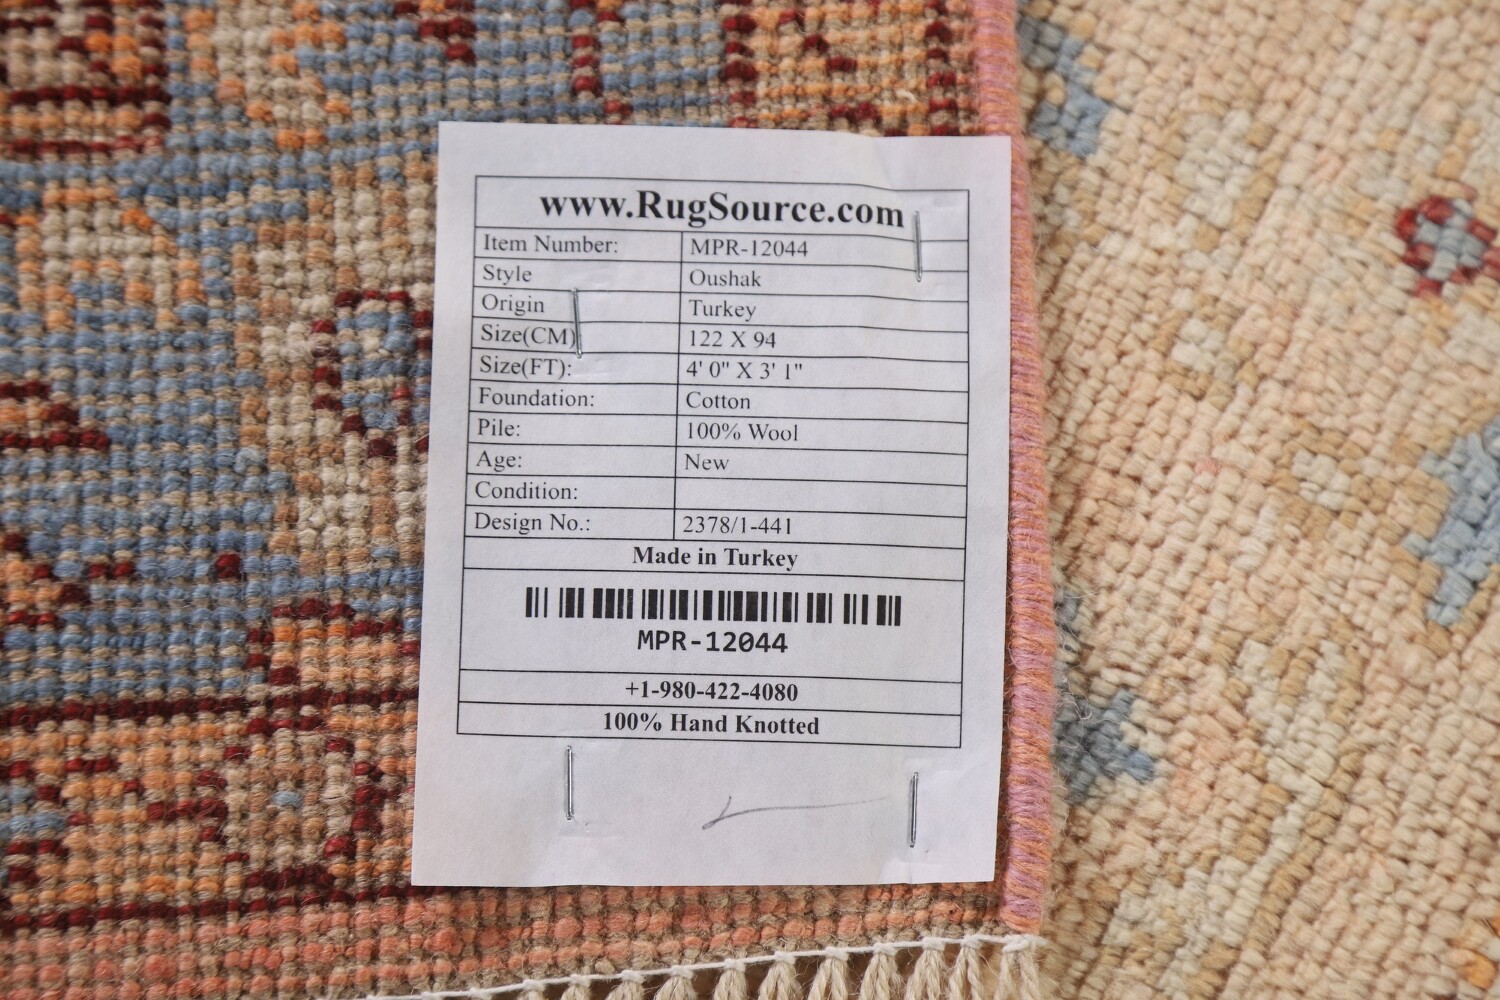 www.RugSource.com
Item Number: MPR-12044
Style Oushak
Origin Turkey
Size(CM) 122 X 94
Size(FT): 4' 0" X 3' 1"
Foundation: Cotton
Pile: 100% Wool
Age: New
Condition:
Design No.: 2378/1-441
Made in Turkey
MPR-12044
+1-980-422-4080
100% Hand Knotted